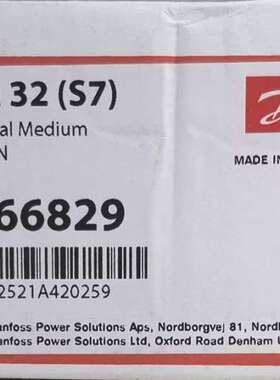 32 (S7)
al Medium
N
66829
MADE IN
2521A420259
anfoss Power Solutions Aps, Nordborgvej 81, Nordb
anfoss Power Solutions Ltd, Oxford Road Denham U